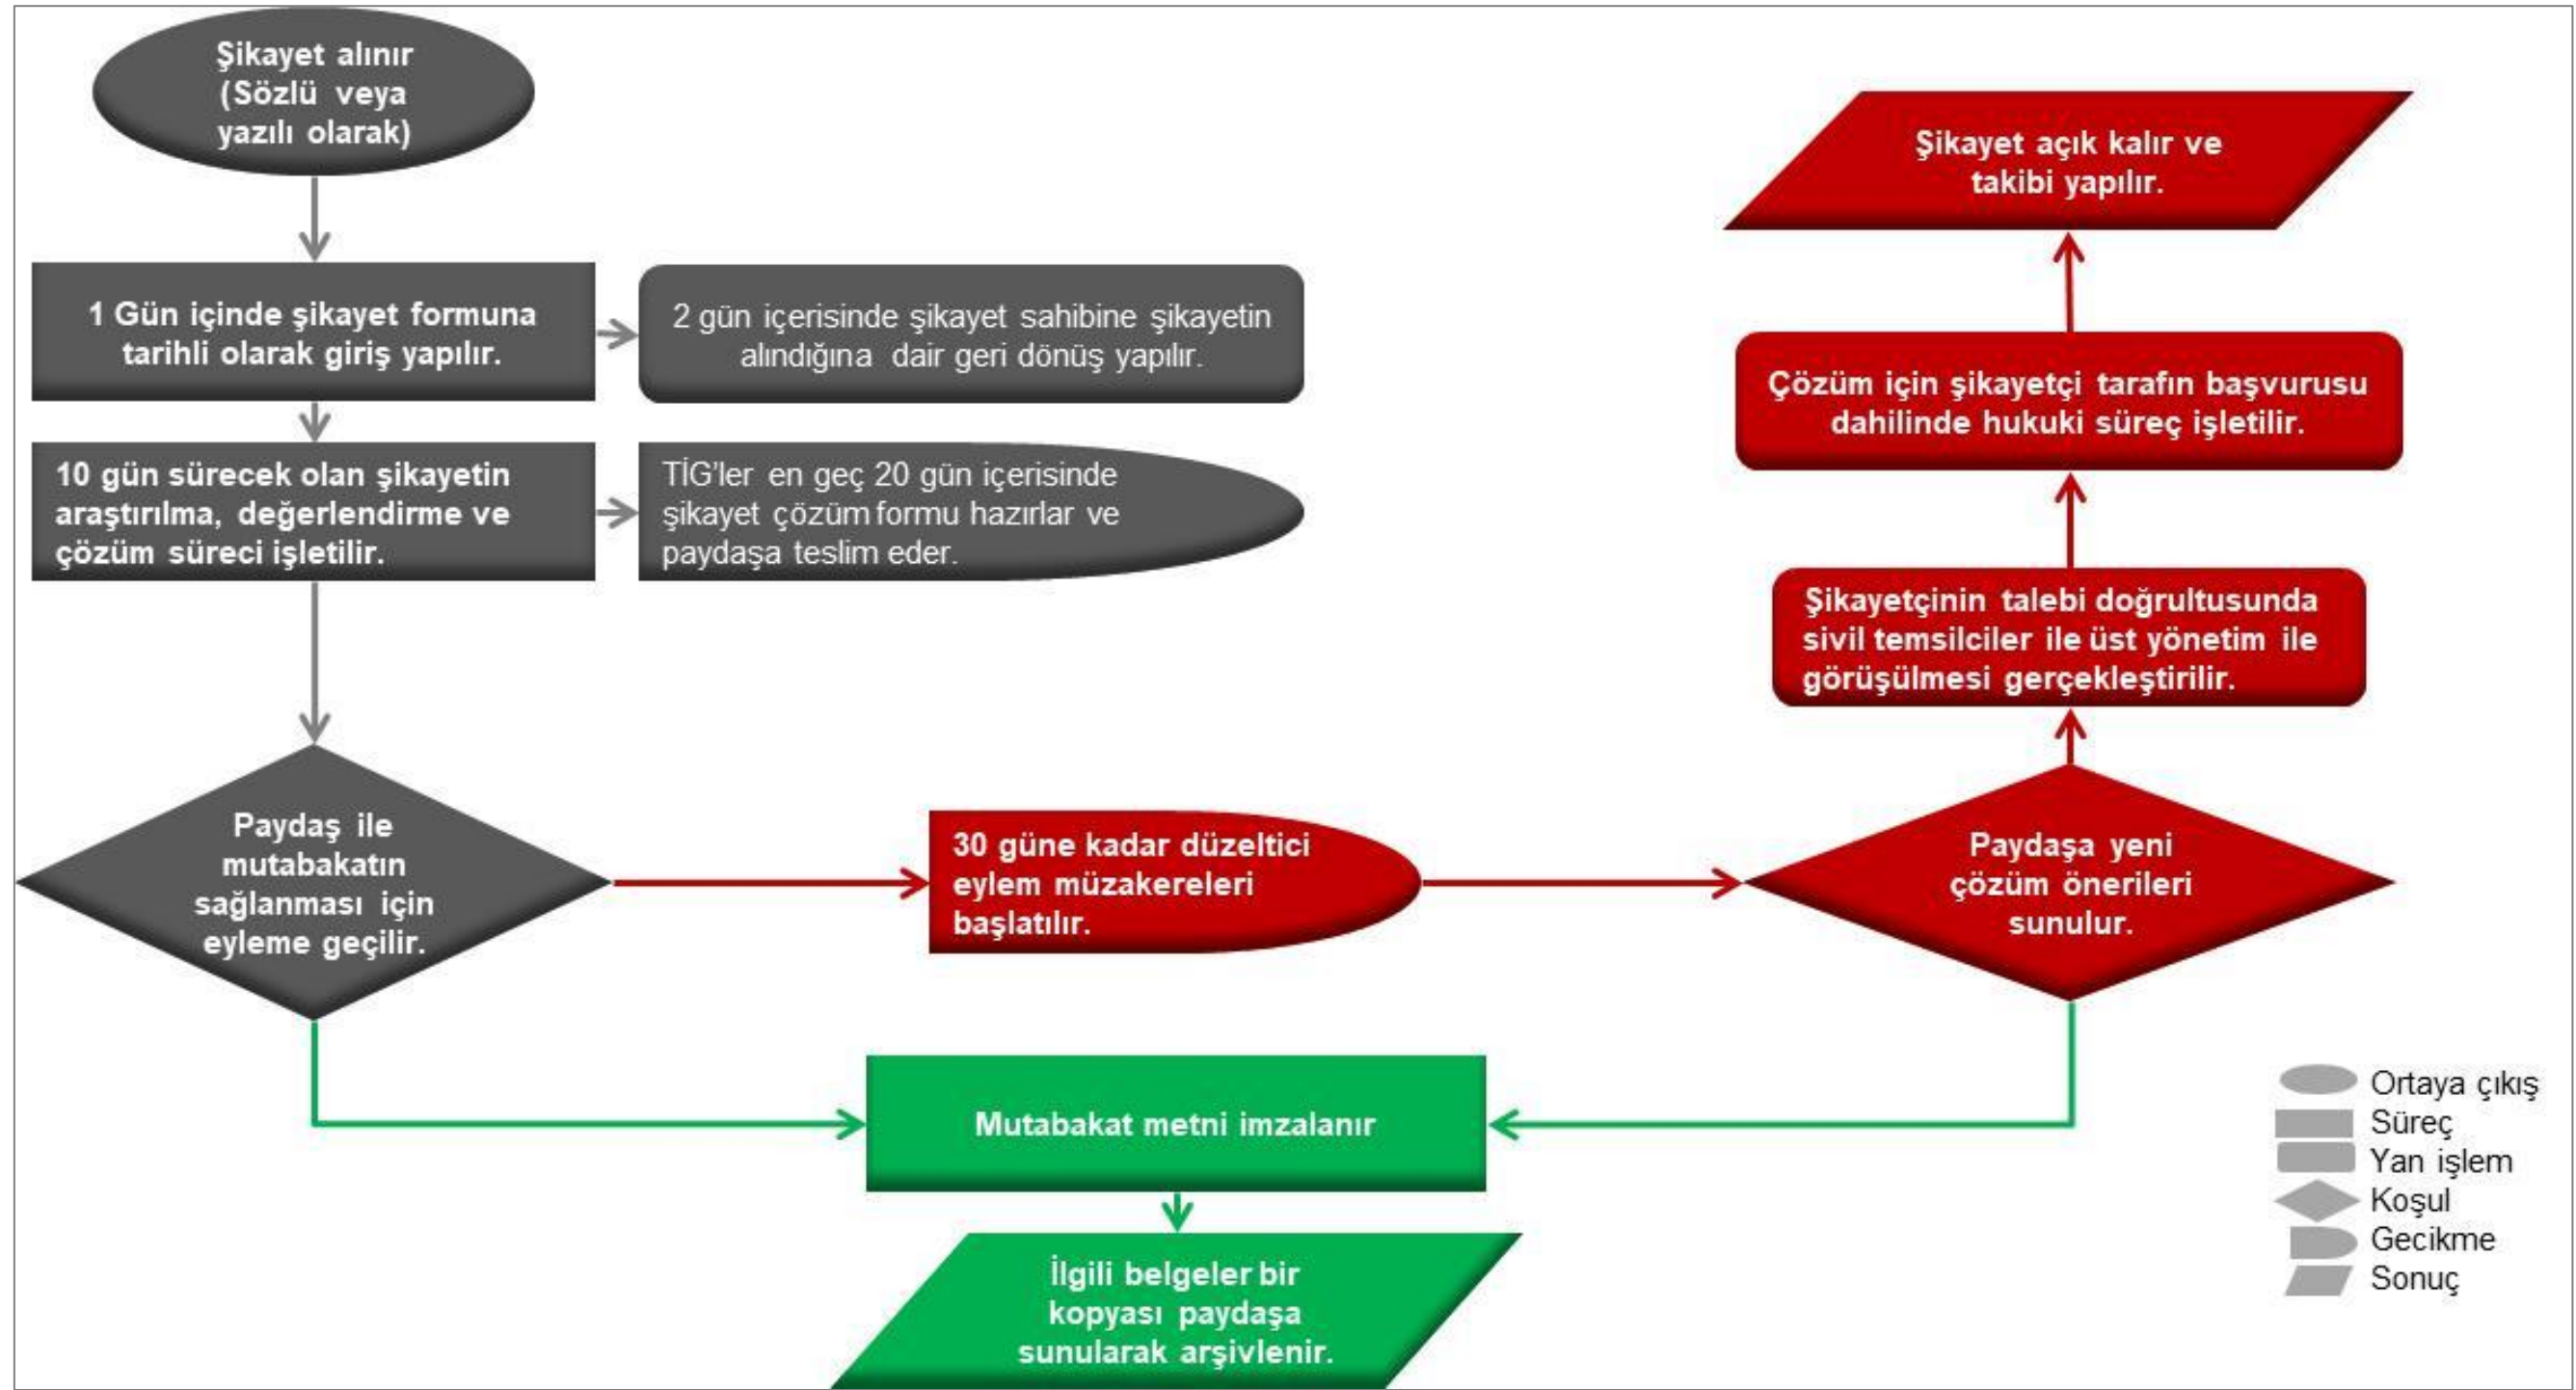 Şikayet alınır
(Sözlü veya
yazılı olarak)
1 Gün içinde şikayet formuna
tarihli olarak giriş yapılır.
2 gün içerisinde şikayet sahibine şikayetin
alındığına dair geri dönüş yapılır.
10 gün sürecek olan şikayetin
araştırılma, değerlendirme ve
çözüm süreci işletilir.
TİG'ler en geç 20 gün içerisinde
şikayet çözüm formu hazırlar ve
paydaşa teslim eder.
Paydaş ile
mutabakatın
sağlanması için
eyleme geçilir.
30 güne kadar düzeltici
eylem müzakereleri
başlatılır.
Paydaşa yeni
çözüm önerileri
sunulur.
Şikayetçinin talebi doğrultusunda
sivil temsilciler ile üst yönetim ile
görüşülmesi gerçekleştirilir.
Çözüm için şikayetçi tarafın başvurusu
dahilinde hukuki süreç işletilir.
Şikayet açık kalır ve
takibi yapılır.
Mutabakat metni imzalanır
İlgili belgeler bir
kopyası paydaşa
sunularak arşivlenir.
Ortaya çıkış
Süreç
Yan işlem
Koşul
Gecikme
Sonuç